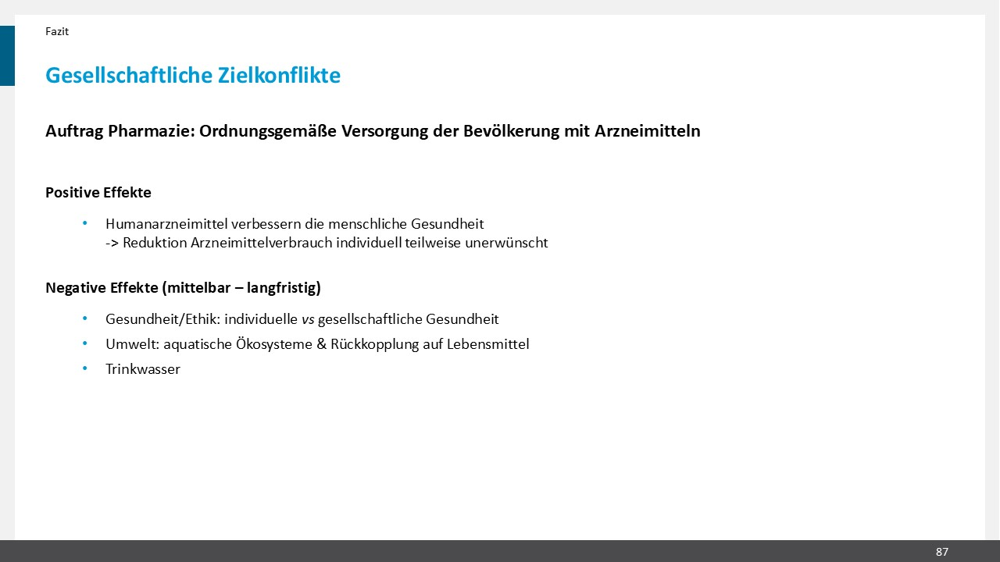 Fazit
Gesellschaftliche Zielkonflikte
Auftrag Pharmazie: Ordnungsgemäße Versorgung der Bevölkerung mit Arzneimitteln
Positive Effekte
• Humanarzneimittel verbessern die menschliche Gesundheit
-> Reduktion Arzneimittelverbrauch individuell teilweise unerwünscht
Negative Effekte (mittelbar – langfristig)
• Gesundheit/Ethik: individuelle vs gesellschaftliche Gesundheit
• Umwelt: aquatische Ökosysteme & Rückkopplung auf Lebensmittel
• Trinkwasser
87